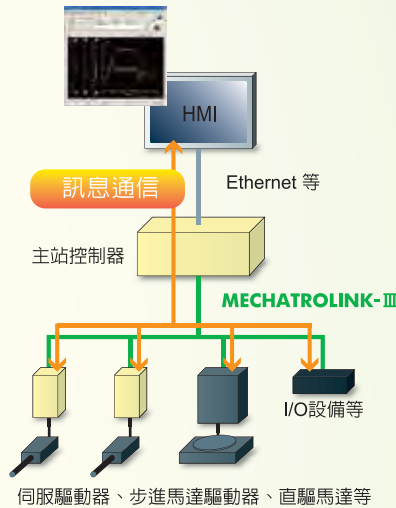 HMI
訊息通信
Ethernet 等
主站控制器
MECHATROLINK-Ⅲ
I/O設備等
伺服驅動器、步進馬達驅動器、直驅馬達等